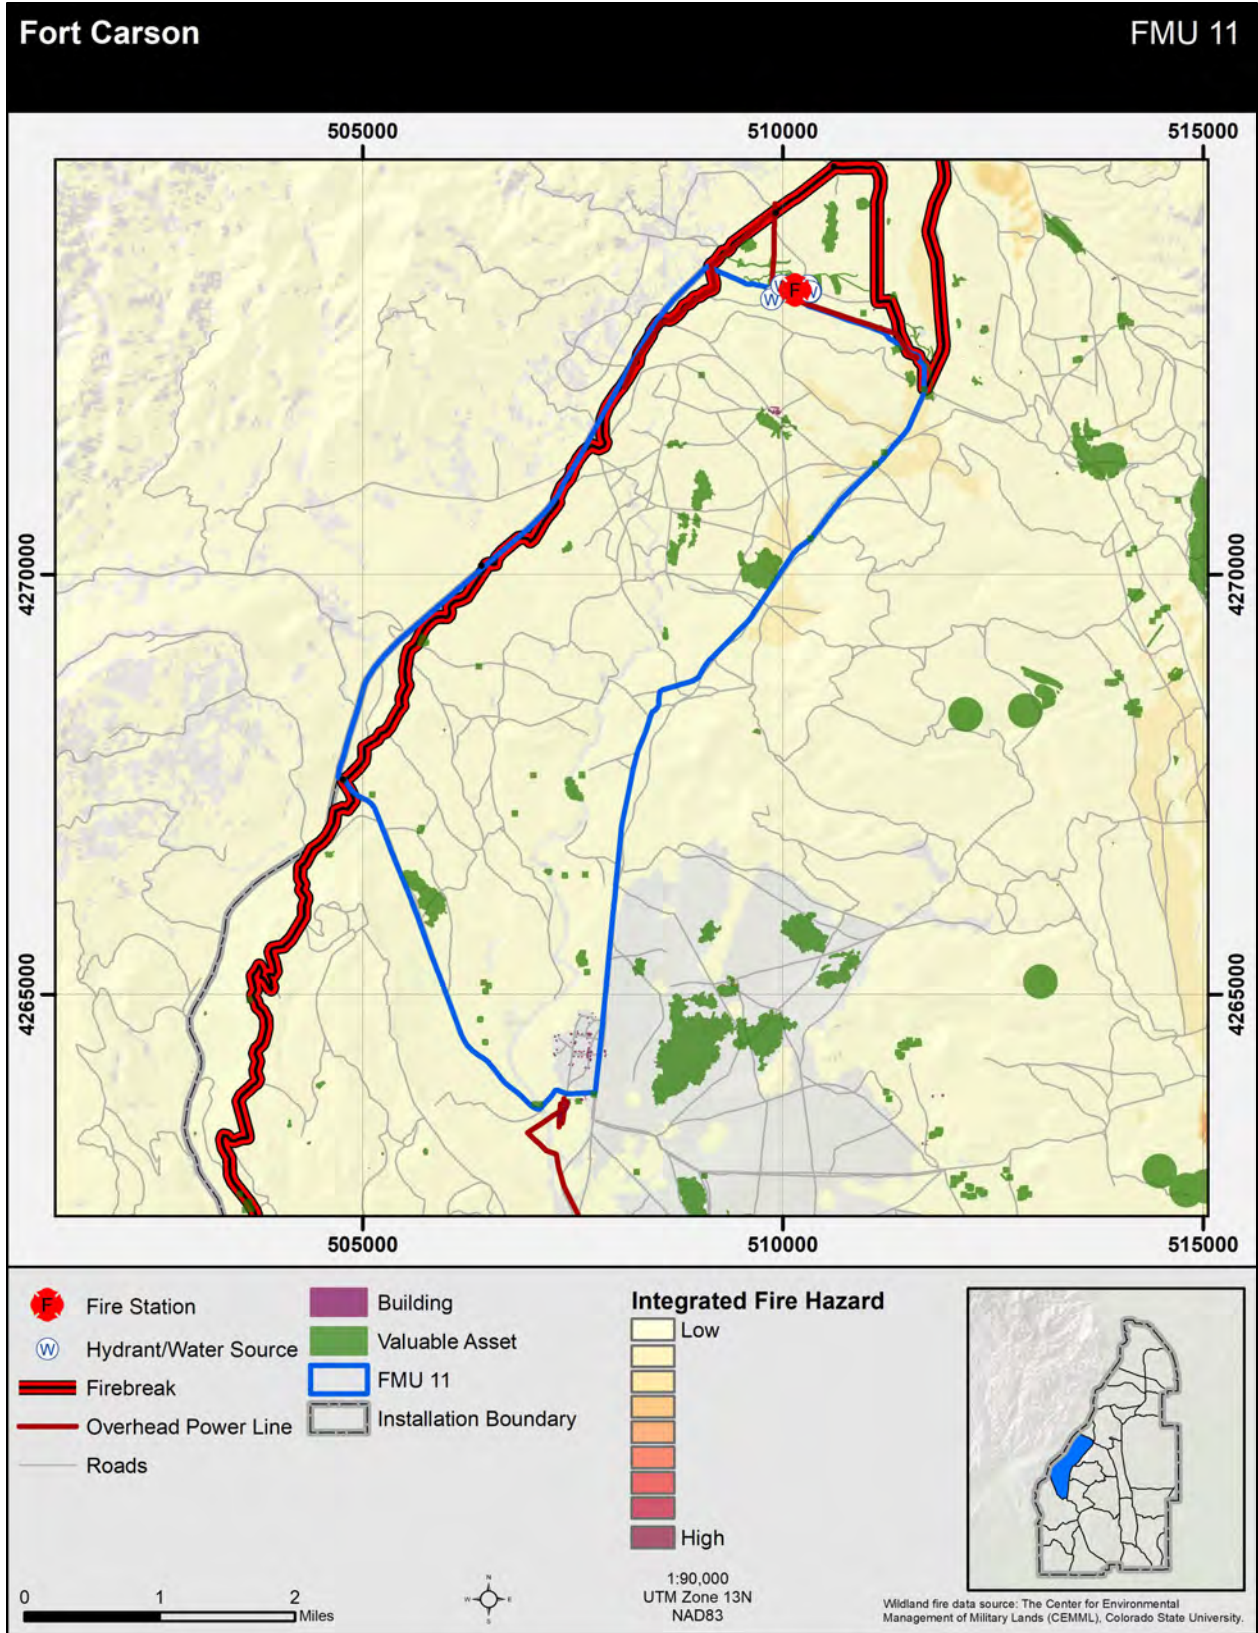 Fort Carson
FMU 11
505000
510000
515000
W
W
W
F
4270000
4270000
4265000
4265000
505000
510000
515000
F
Fire Station
W
Hydrant/Water Source
Firebreak
Overhead Power Line
Roads
Building
Valuable Asset
FMU 11
Installation Boundary
Integrated Fire Hazard
Low
High
0
1
2
Miles
N
W
E
S
1:90,000
UTM Zone 13N
NAD83
Wildland fire data source: The Center for Environmental
Management of Military Lands (CEMML), Colorado State University.